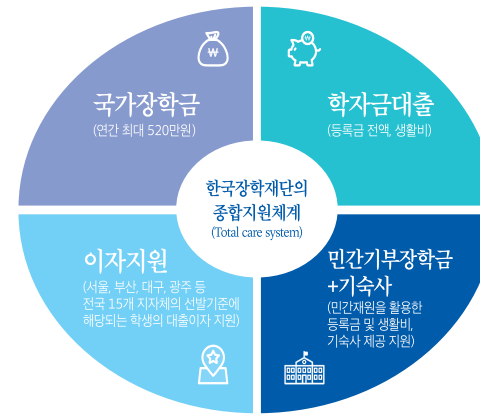 국가장학금
(연간 최대 520만원)
학자금대출
(등록금 전액, 생활비)
한국장학재단의
종합지원체계
(Total care system)
이자지원
(서울, 부산, 대구, 광주 등
전국 15개 지자체의 선발기준에
해당되는 학생의 대출이자 지원)
민간기부장학금
+기숙사
(민간재원을 활용한
등록금 및 생활비,
기숙사 제공 지원)